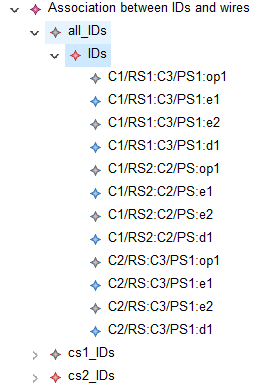 Association between IDs and wires
all_IDs
IDs
C1/RS1:C3/PS1:op1
C1/RS1:C3/PS1:e1
C1/RS1:C3/PS1:e2
C1/RS1:C3/PS1:d1
C1/RS2:C2/PS:op1
C1/RS2:C2/PS:e1
C1/RS2:C2/PS:e2
C1/RS2:C2/PS:d1
C2/RS:C3/PS1:op1
C2/RS:C3/PS1:e1
C2/RS:C3/PS1:e2
C2/RS:C3/PS1:d1
cs1_IDs
cs2_IDs